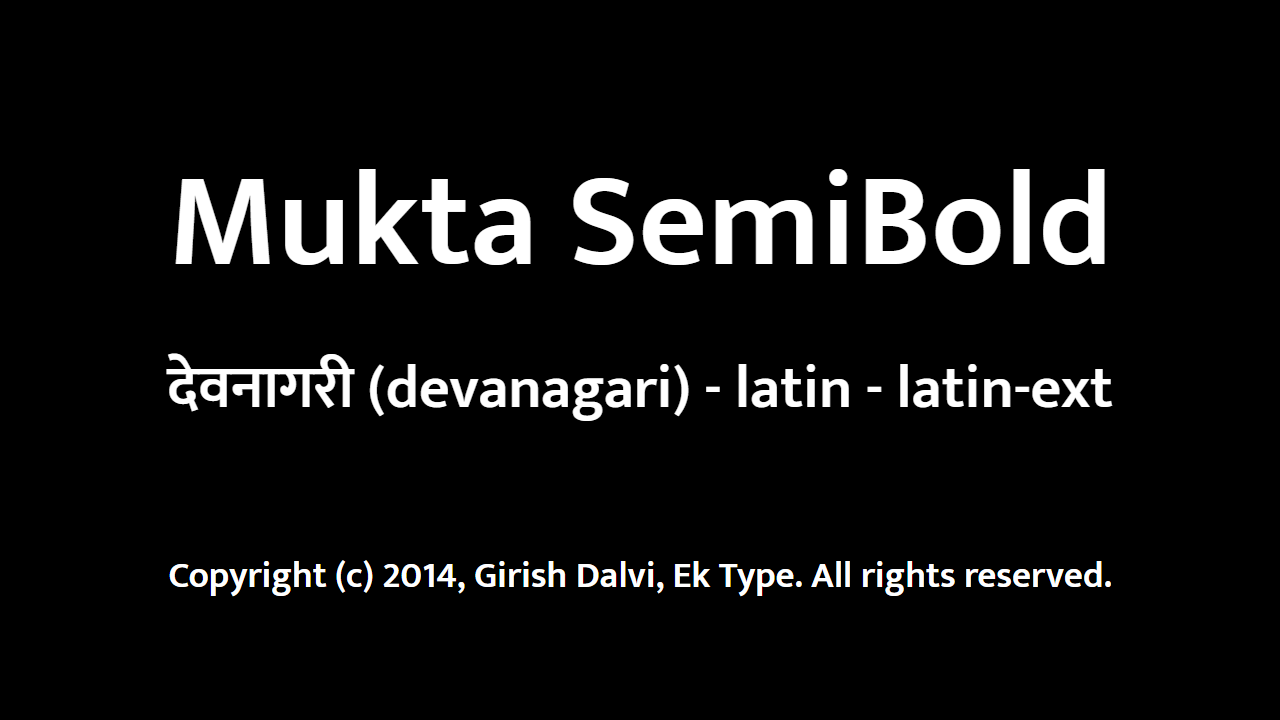 Mukta SemiBold
देवनागरी (devanagari) - latin - latin-ext
Copyright (c) 2014, Girish Dalvi, Ek Type. All rights reserved.